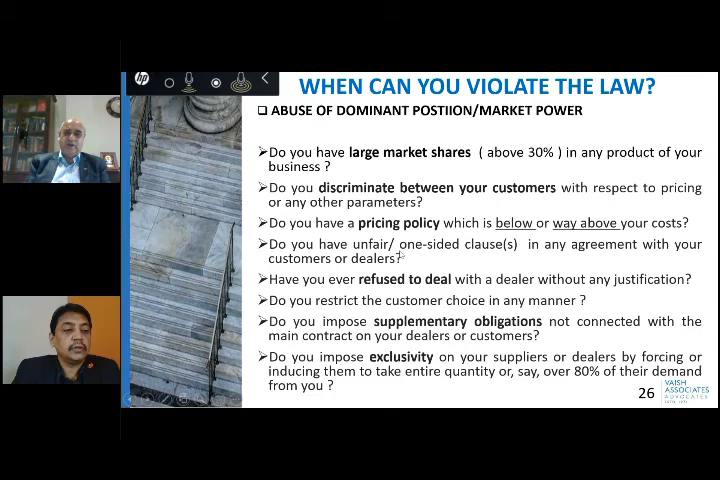 hp
WHEN CAN YOU VIOLATE THE LAW?
❑ ABUSE OF DOMINANT POSTIION/MARKET POWER
➢Do you have large market shares ( above 30% ) in any product of your
business ?
➢Do you discriminate between your customers with respect to pricing
or any other parameters?
➢Do you have a pricing policy which is below or way above your costs?
➢Do you have unfair/ one-sided clause(s) in any agreement with your
customers or dealers?
➢Have you ever refused to deal with a dealer without any justification?
➢Do you restrict the customer choice in any manner ?
➢Do you impose supplementary obligations not connected with the
main contract on your dealers or customers?
➢Do you impose exclusivity on your suppliers or dealers by forcing or
inducing them to take entire quantity or, say, over 80% of their demand
from you ?
26
VAISH
ASSOCIATES
ADVOCATES